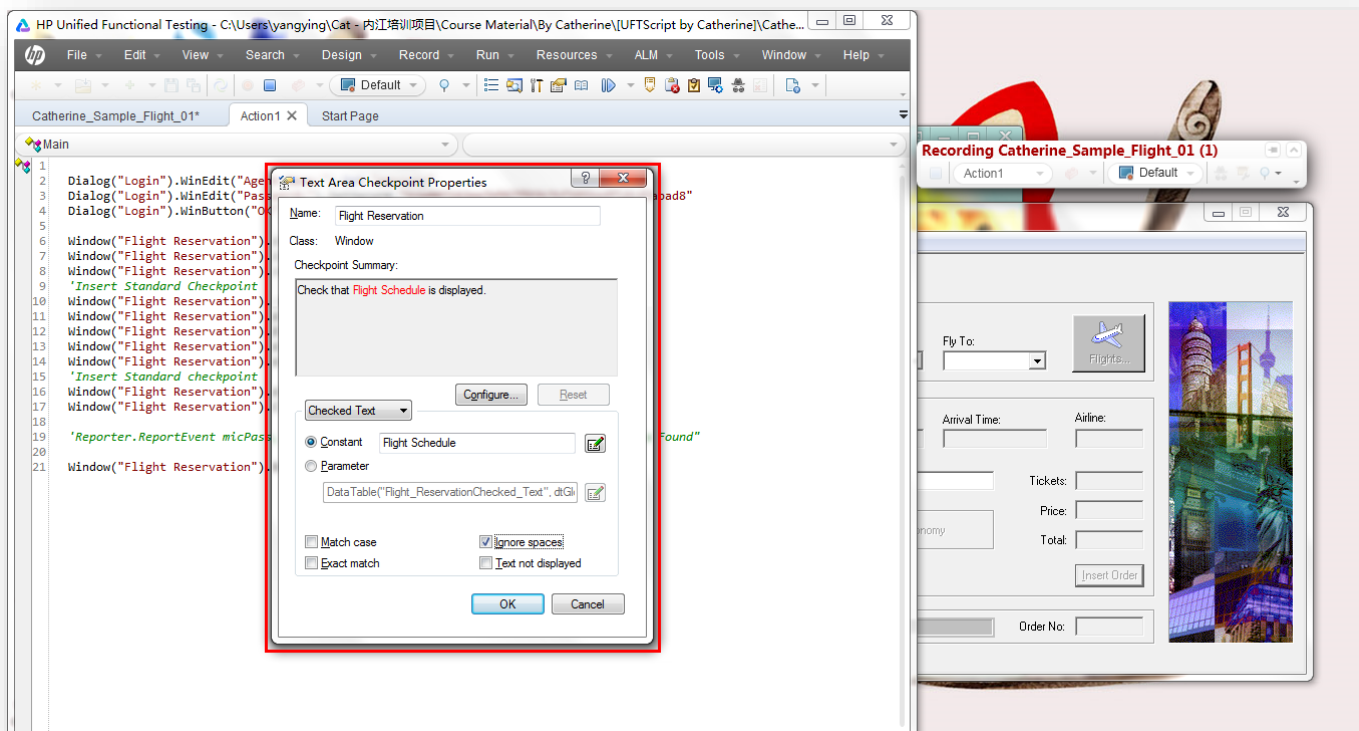 HP Unified Functional Testing - C:\Users\yangying\Cat - 内江培训项目\Course Material\By Catherine\[UFTScript by Catherine]\Cathe...
hp File Edit View Search Design Record Run Resources ALM Tools Window Help
Default
Catherine_Sample_Flight_01* Action1 Start Page
Main
1
2 Dialog("Login").WinEdit("Agen
3 Dialog("Login").WinEdit("Pass
4 Dialog("Login").WinButton("OK
5
6 Window("Flight Reservation").
7 Window("Flight Reservation").
8 Window("Flight Reservation").
9 'Insert Standard Checkpoint
10 Window("Flight Reservation").
11 Window("Flight Reservation").
12 Window("Flight Reservation").
13 Window("Flight Reservation").
14 Window("Flight Reservation").
15 'Insert Standard checkpoint
16 Window("Flight Reservation").
17 Window("Flight Reservation").
18
19 'Reporter.ReportEvent micPass
20
21 Window("Flight Reservation").
Found"
Text Area Checkpoint Properties
Name: Flight Reservation
Class: Window
Checkpoint Summary:
Check that Flight Schedule is displayed.
Configure... Reset
Checked Text
Constant Flight Schedule
Parameter
DataTable("Flight_ReservationChecked_Text", dtGl
Match case Ignore spaces
Exact match Text not displayed
OK Cancel
Recording Catherine_Sample_Flight_01 (1)
Action1 Default
Fly To:
Flights...
Arrival Time: Airline:
Tickets:
Price:
onomy
Total:
Insert Order
Order No: